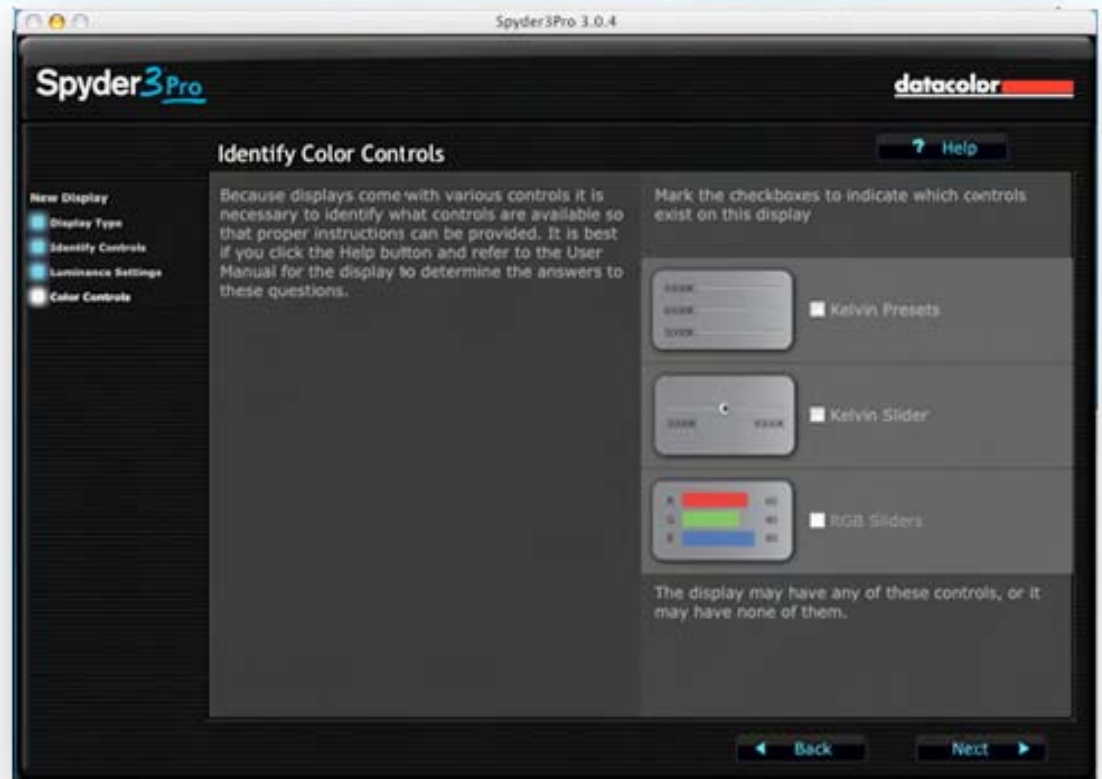 Spyder3Pro 3.0.4
Spyder3Pro
datacolor
Identify Color Controls
? Help
New Display
Display Type
Identify Controls
Luminance Settings
Color Controls
Because displays come with various controls it is
necessary to identify what controls are available so
that proper instructions can be provided. It is best
if you click the Help button and refer to the User
Manual for the display to determine the answers to
these questions.
Mark the checkboxes to indicate which controls
exist on this display
Kelvin Presets
Kelvin Slider
R
G
B
RGB Sliders
The display may have any of these controls, or it
may have none of them.
Back
Next